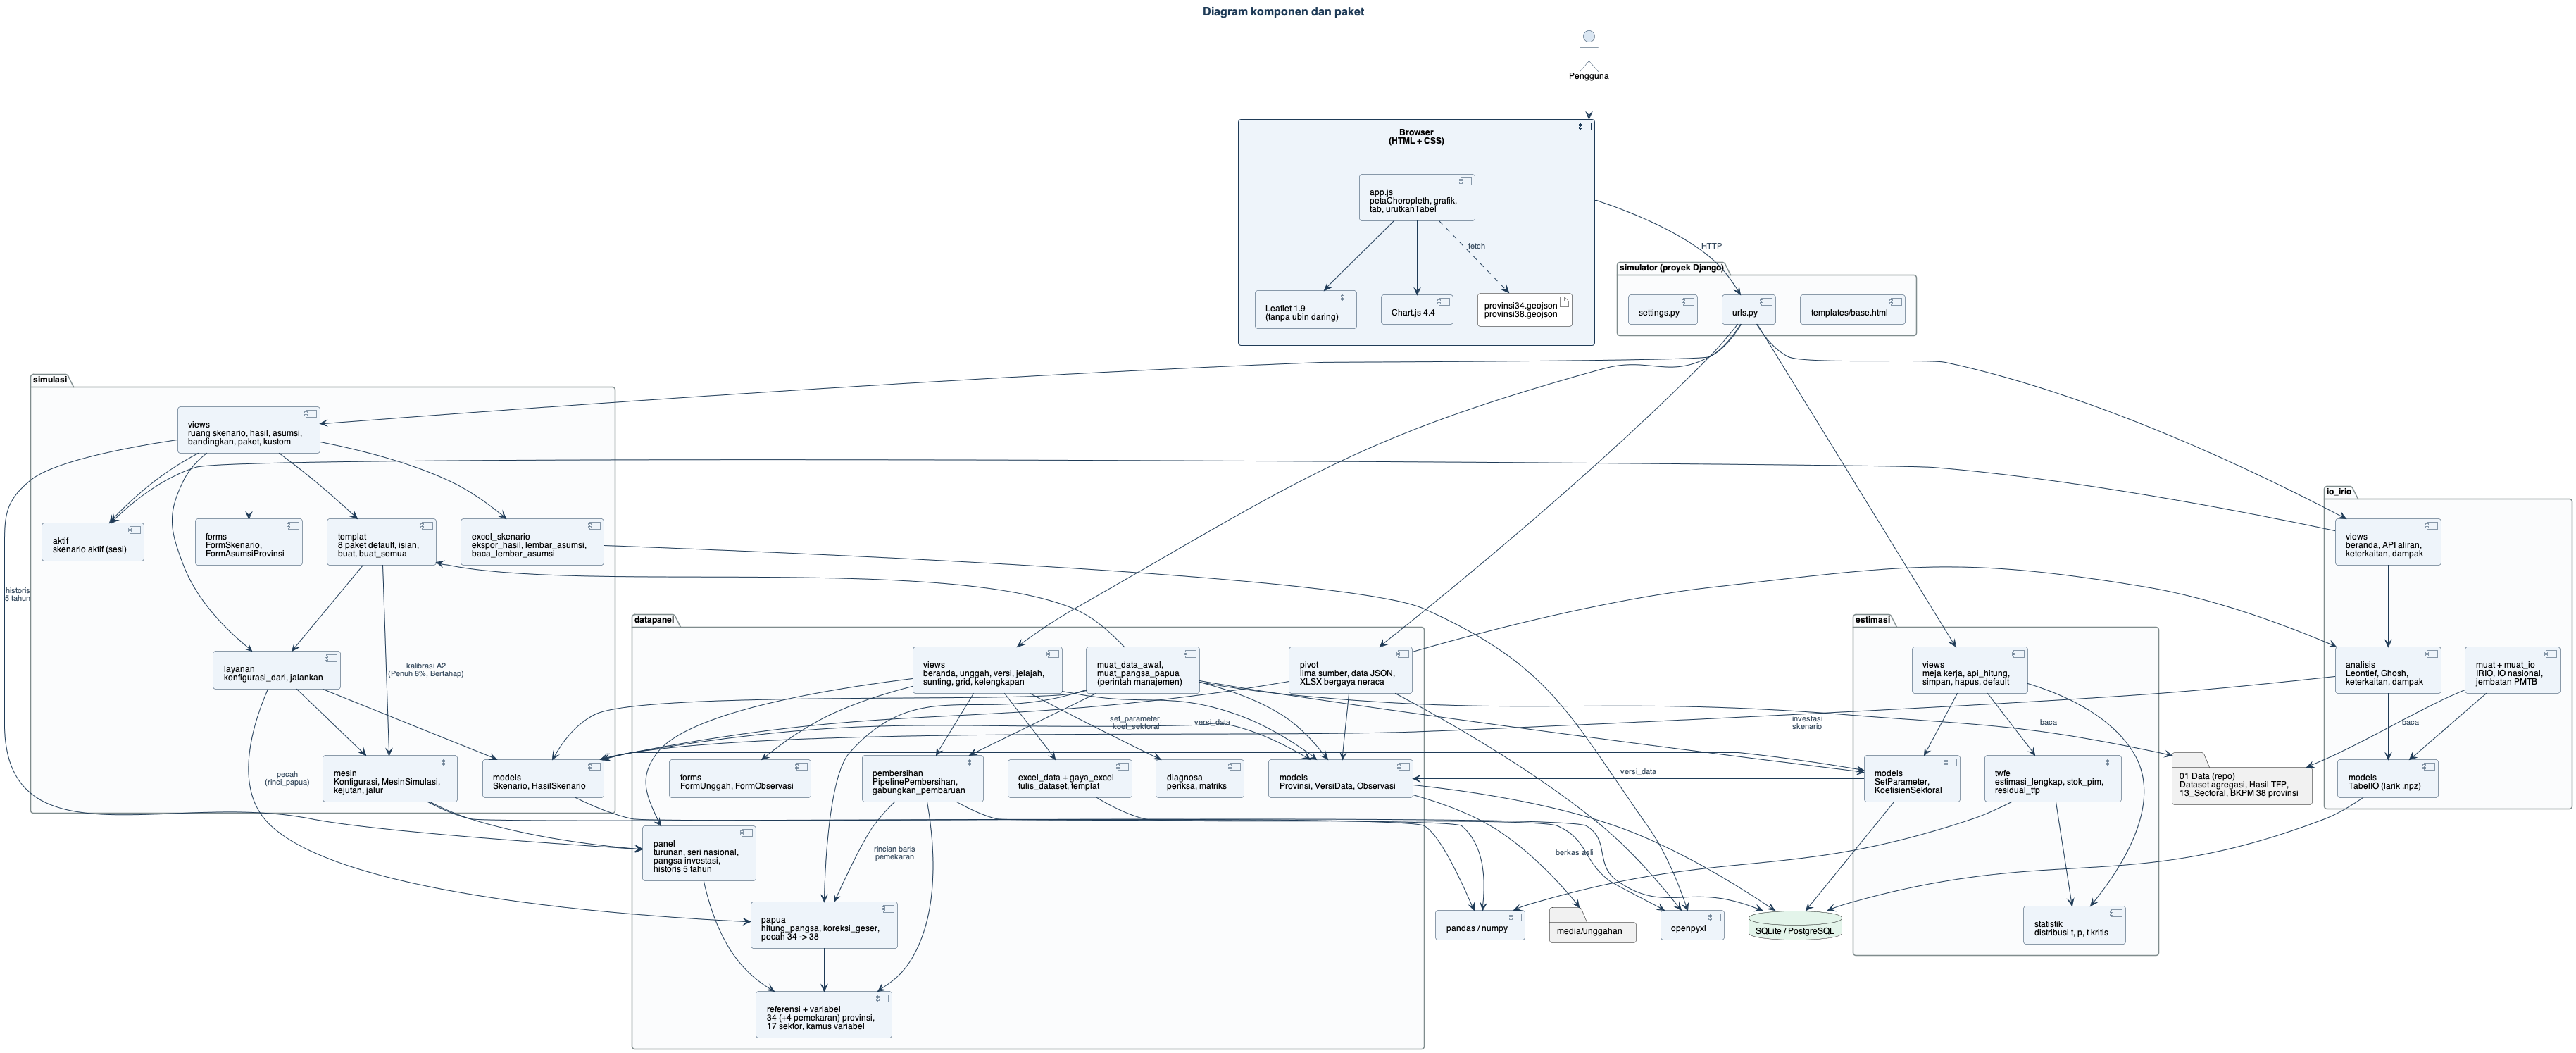 Diagram komponen dan paket
Pengguna
Browser
(HTML + CSS)
app.js
petaChoropleth, grafik,
tab, urutkanTabel
fetch
HTTP
Leaflet 1.9
(tanpa ubin daring)
Chart.js 4.4
provinsi34.geojson
provinsi38.geojson
simulator (proyek Django)
settings.py
urls.py
templates/base.html
simulasi
views
ruang skenario, hasil, asumsi,
bandingkan, paket, kustom
aktif
skenario aktif (sesi)
forms
FormSkenario,
FormAsumsiProvinsi
templat
8 paket default, isian,
buat, buat_semua
excel_skenario
ekspor_hasil, lembar_asumsi,
baca_lembar_asumsi
historis
5 tahun
layanan
konfigurasi_dari, jalankan
kalibrasi A2
(Penuh 8%, Bertahap)
pecah
(rinci_papua)
mesin
Konfigurasi, MesinSimulasi,
kejutan, jalur
models
Skenario, HasilSkenario
datapanel
views
beranda, unggah, versi, jelajah,
sunting, grid, kelengkapan
muat_data_awal,
muat_pangsa_papua
(perintah manajemen)
pivot
lima sumber, data JSON,
XLSX bergaya neraca
set_parameter,
koef_sektoral
versi_data
forms
FormUnggah, FormObservasi
pembersihan
PipelinePembersihan,
gabungkan_pembaruan
excel_data + gaya_excel
tulis_dataset, templat
diagnosa
periksa, matriks
models
Provinsi, VersiData, Observasi
panel
turunan, seri nasional,
pangsa investasi,
historis 5 tahun
rincian baris
pemekaran
papua
hitung_pangsa, koreksi_geser,
pecah 34 -> 38
referensi + variabel
34 (+4 pemekaran) provinsi,
17 sektor, kamus variabel
versi_data
berkas asli
pandas / numpy
media/unggahan
openpyxl
SQLite / PostgreSQL
estimasi
views
meja kerja, api_hitung,
simpan, hapus, default
investasi
skenario
baca
models
SetParameter,
KoefisienSektoral
twfe
estimasi_lengkap, stok_pim,
residual_tfp
statistik
distribusi t, p, t kritis
01 Data (repo)
Dataset agregasi, Hasil TFP,
13_Sectoral, BKPM 38 provinsi
io_irio
views
beranda, API aliran,
keterkaitan, dampak
analisis
Leontief, Ghosh,
keterkaitan, dampak
muat + muat_io
IRIO, IO nasional,
jembatan PMTB
baca
models
TabelIO (larik .npz)